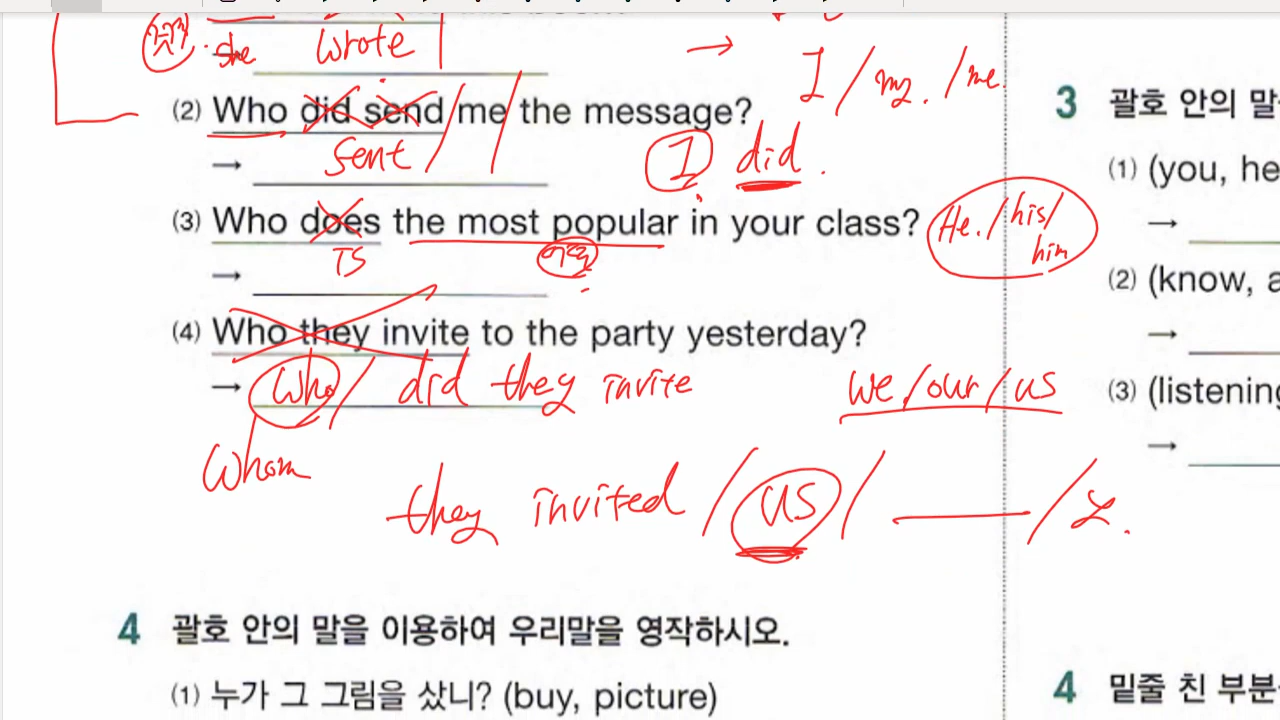 she wrote
→ I / my / me
(2) Who did send me the message?
→ sent
I did.
(3) Who does the most popular in your class?
He / his / him
→ Is
(4) Who they invite to the party yesterday?
→ who / did they invite
we / our / us
whom
they invited / us /
4 괄호 안의 말을 이용하여 우리말을 영작하시오.
(1) 누가 그 그림을 샀니? (buy, picture)
3 괄호 안의 말
(1) (you, he
→
(2) (know, a
→
(3) (listening
→
4 밑줄 친 부분